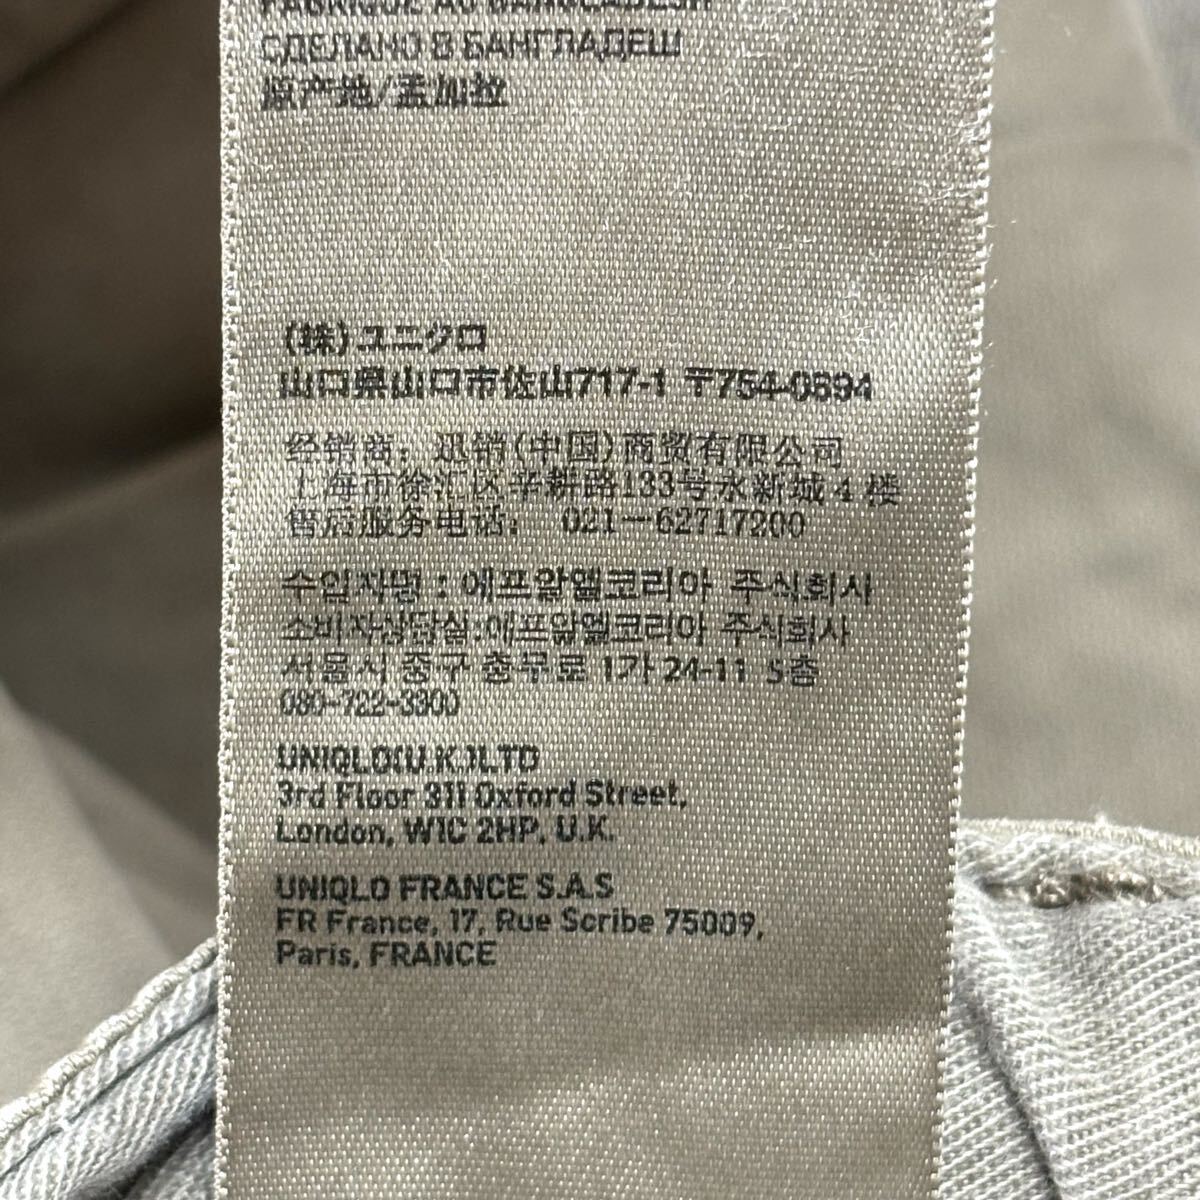 FABRIQUÉ AU BANGLADESH
СДЕЛАНО В БАНГЛАДЕШ
原产地/孟加拉
(株)ユニクロ
山口県山口市佐山717-1 〒754-0894
经销商: 迅销(中国)商贸有限公司
上海市徐汇区辛耕路133号永新城4楼
售后服务电话: 021-62717200
수입자명 : 에프알엘코리아 주식회사
소비자상담실:에프알엘코리아 주식회사
서울시 중구 충무로 1가 24-11 5층
080-722-3300
UNIQLO(U.K.)LTD
3rd Floor 311 Oxford Street,
London, W1C 2HP, U.K.
UNIQLO FRANCE S.A.S
FR France, 17, Rue Scribe 75009,
Paris, FRANCE